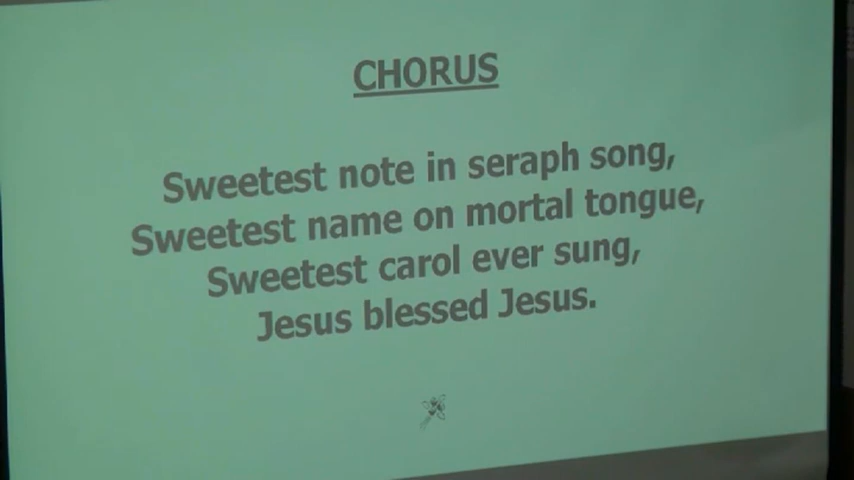 CHORUS
Sweetest note in seraph song,
Sweetest name on mortal tongue,
Sweetest carol ever sung,
Jesus blessed Jesus.